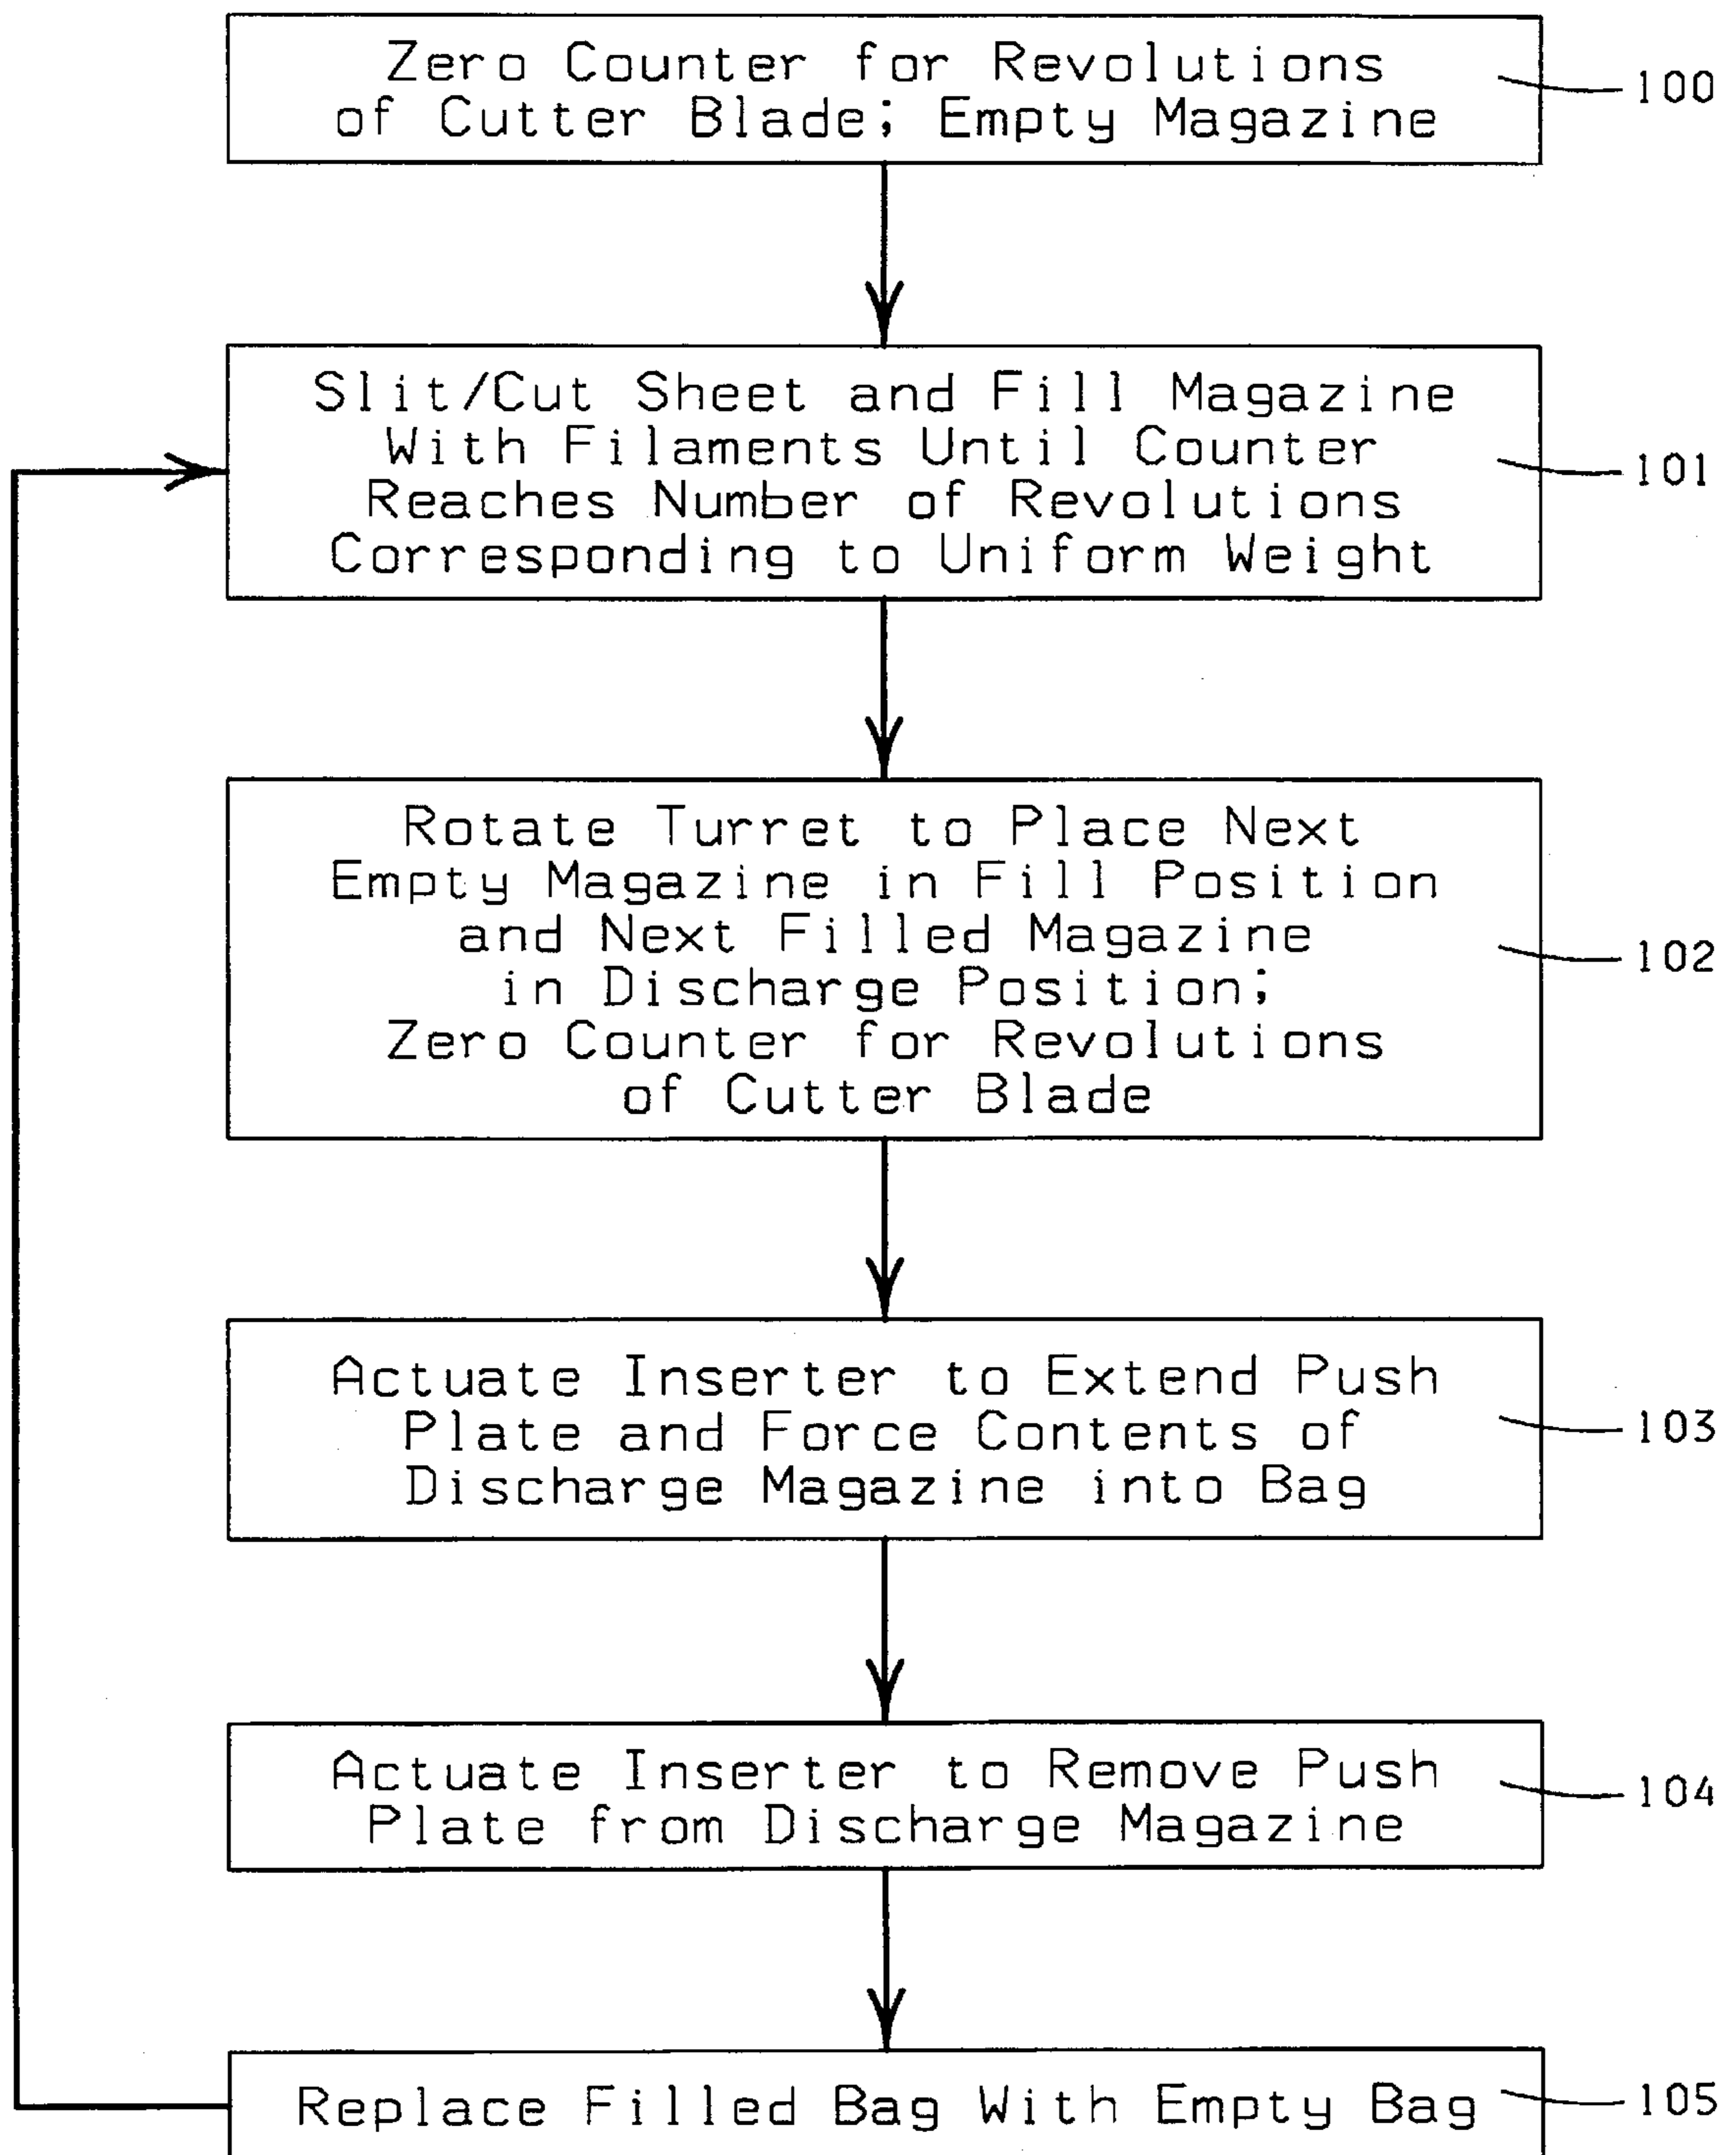 Zero Counter for Revolutions
of Cutter Blade; Empty Magazine
100
Slit/Cut Sheet and Fill Magazine
With Filaments Until Counter
Reaches Number of Revolutions
Corresponding to Uniform Weight
101
Rotate Turret to Place Next
Empty Magazine in Fill Position
and Next Filled Magazine
in Discharge Position;
Zero Counter for Revolutions
of Cutter Blade
102
Actuate Inserter to Extend Push
Plate and Force Contents of
Discharge Magazine into Bag
103
Actuate Inserter to Remove Push
Plate from Discharge Magazine
104
Replace Filled Bag With Empty Bag
105